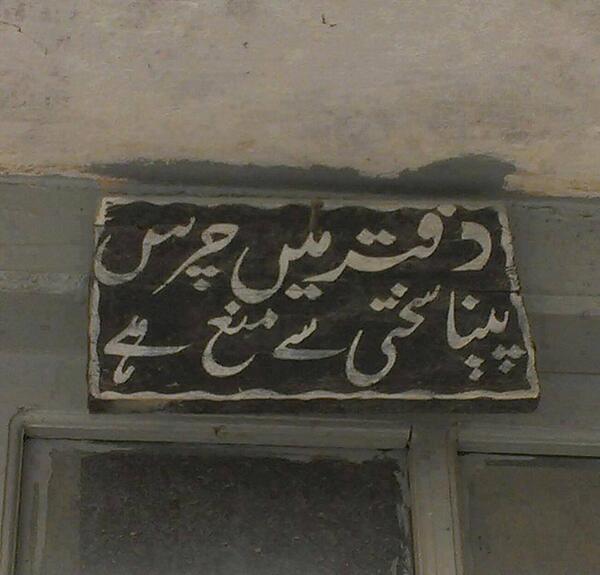 دفتر میں چرس
پینا سختی سے منع ہے